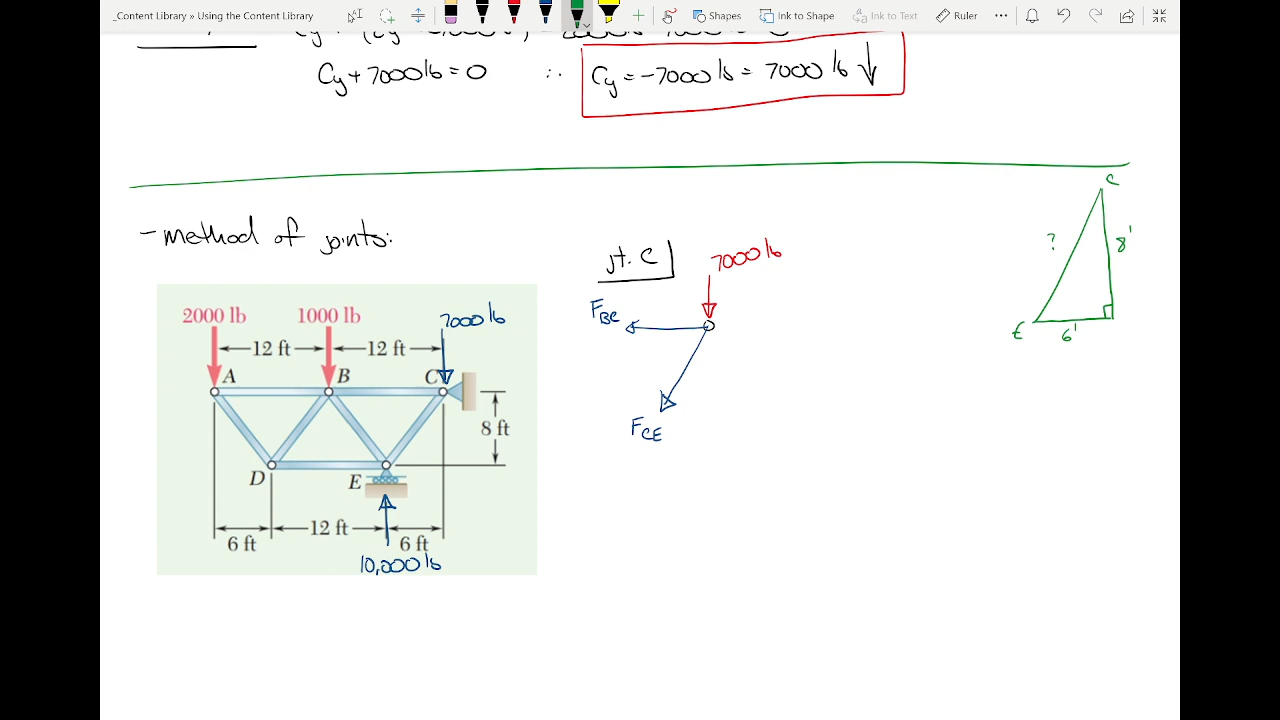 _Content Library » Using the Content Library
Shapes
Ink to Shape
Ink to Text
Ruler
Cy + 7000 lb = 0 ∴ Cy = -7000 lb = 7000 lb ↓
- method of joints:
jt. C
7000 lb
FBC
FCE
C
?
8'
E
6'
2000 lb 1000 lb
7000 lb
12 ft 12 ft
A B C
8 ft
D E
12 ft
6 ft 6 ft
10,000 lb